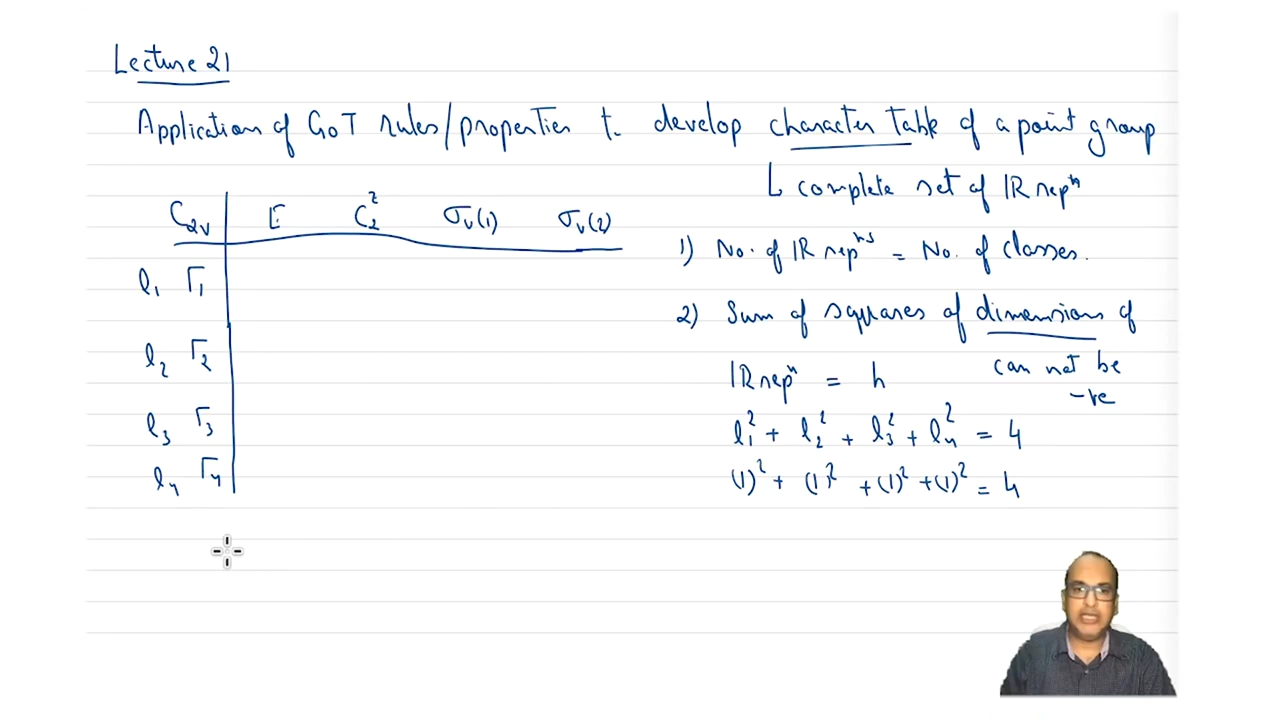 Lecture 21
Application of GoT rules/properties to develop character Table of a point group
↳ complete set of IR repⁿ
C₂ᵥ E C₂ᶻ σᵥ(1) σᵥ(2)
1) No. of IR repⁿˢ = No. of classes.
l₁ Γ₁
2) Sum of squares of dimensions of
l₂ Γ₂
IR repⁿ = h
can not be
-ve
l₃ Γ₃
l₁² + l₂² + l₃² + l₄² = 4
l₄ Γ₄
(1)² + (1)² + (1)² + (1)² = 4